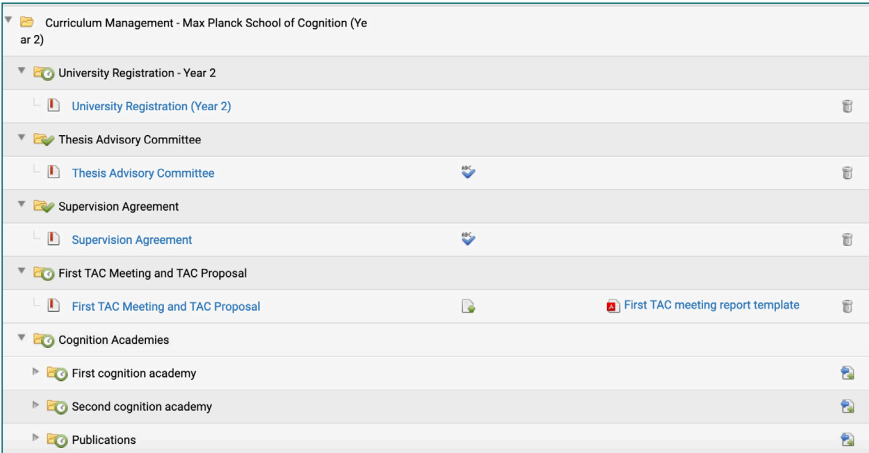 Curriculum Management - Max Planck School of Cognition (Ye
ar 2)
University Registration - Year 2
University Registration (Year 2)
Thesis Advisory Committee
Thesis Advisory Committee
ABC
Supervision Agreement
Supervision Agreement
ABC
First TAC Meeting and TAC Proposal
First TAC Meeting and TAC Proposal
First TAC meeting report template
Cognition Academies
First cognition academy
Second cognition academy
Publications